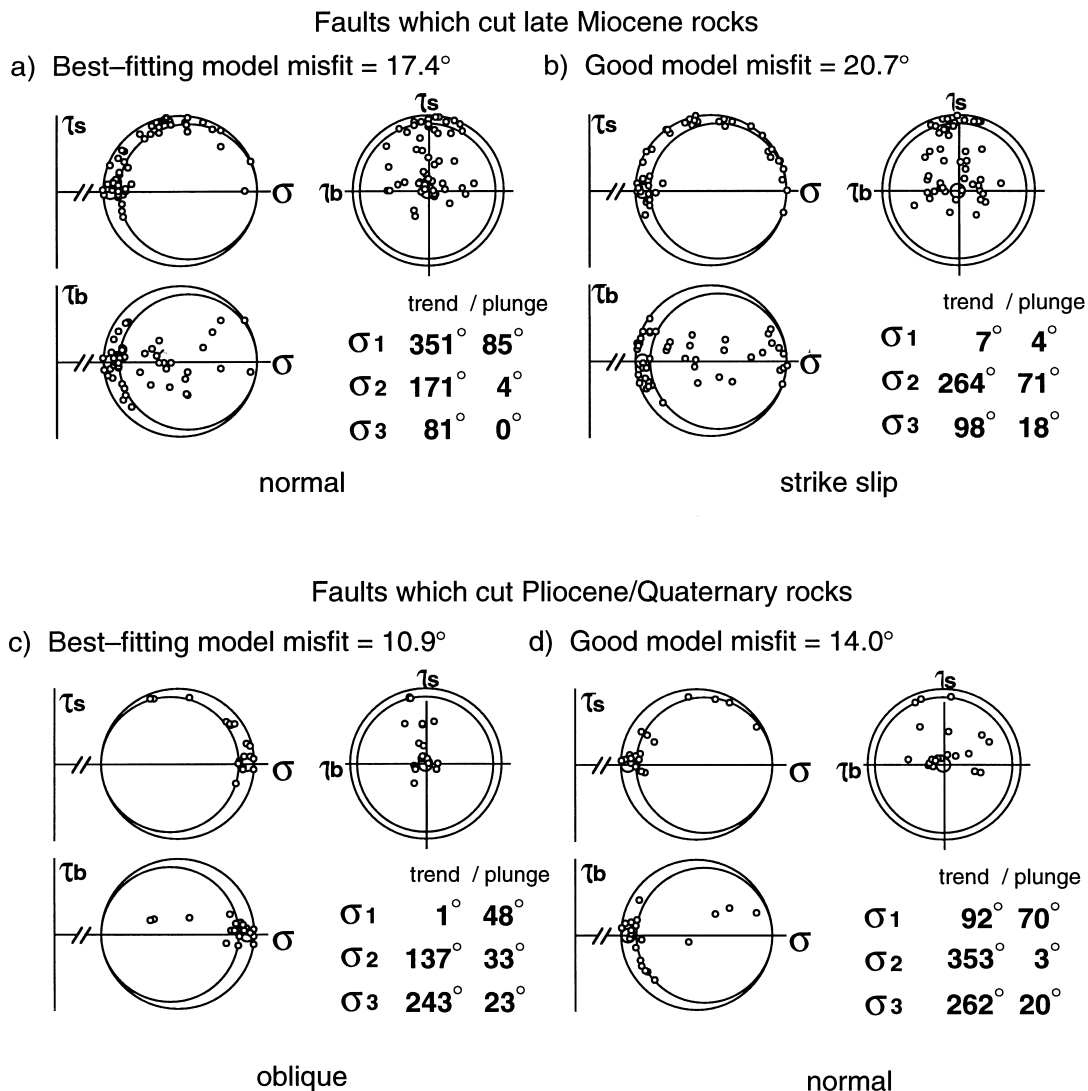 Faults which cut late Miocene rocks
a) Best–fitting model misfit = 17.4°
b) Good model misfit = 20.7°
τs
σ
τs
τb
τb
σ
trend / plunge
σ1 351° 85°
σ2 171° 4°
σ3 81° 0°
normal
τs
σ
τs
τb
τb
σ
trend / plunge
σ1 7° 4°
σ2 264° 71°
σ3 98° 18°
strike slip
Faults which cut Pliocene/Quaternary rocks
c) Best–fitting model misfit = 10.9°
d) Good model misfit = 14.0°
τs
σ
τs
τb
τb
σ
trend / plunge
σ1 1° 48°
σ2 137° 33°
σ3 243° 23°
oblique
τs
σ
τs
τb
τb
σ
trend / plunge
σ1 92° 70°
σ2 353° 3°
σ3 262° 20°
normal